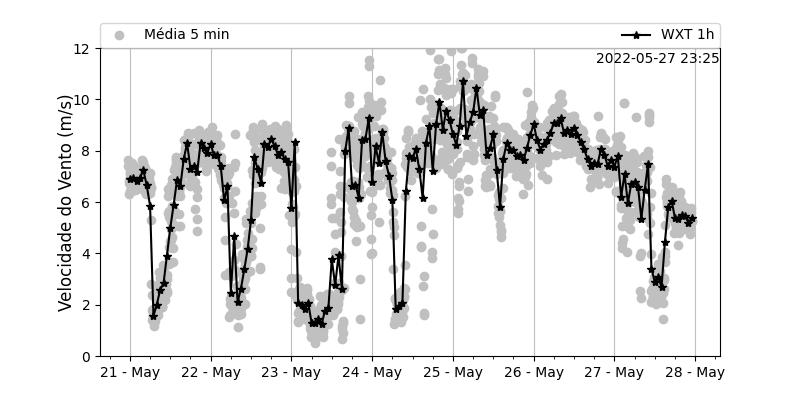 Média 5 min
WXT 1h
2022-05-27 23:25
Velocidade do Vento (m/s)
12
10
8
6
4
2
0
21 - May
22 - May
23 - May
24 - May
25 - May
26 - May
27 - May
28 - May